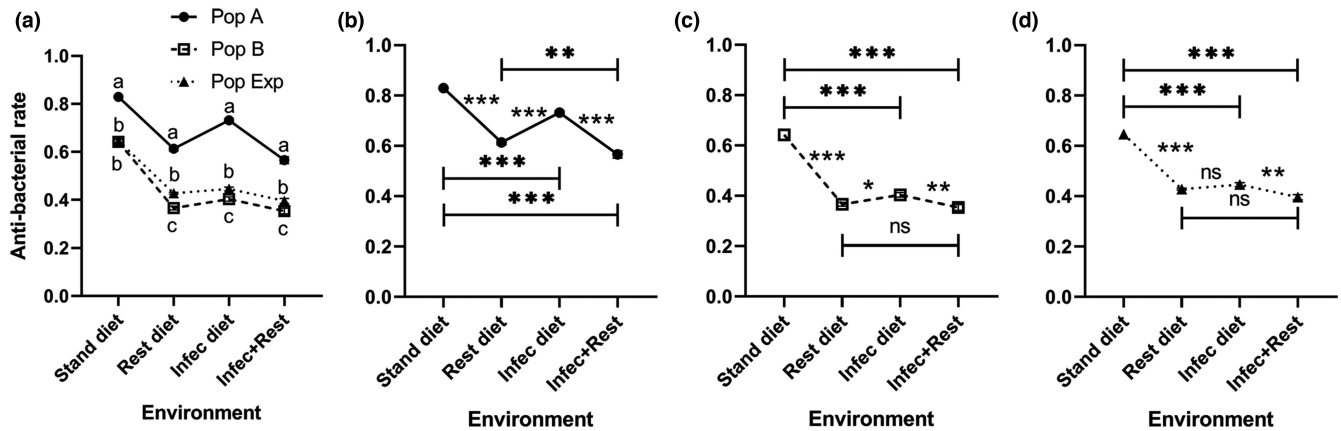 (a)
Pop A
Pop B
Pop Exp
Anti-bacterial rate
1.0
0.8
0.6
0.4
0.2
0.0
a
a
a
a
b
b
b
b
b
c
c
c
Stand diet
Rest diet
Infec diet
Infec+Rest
Environment
(b)
1.0
0.8
0.6
0.4
0.2
0.0
**
***
***
***
***
***
Stand diet
Rest diet
Infec diet
Infec+Rest
Environment
(c)
1.0
0.8
0.6
0.4
0.2
0.0
***
***
***
*
**
ns
Stand diet
Rest diet
Infec diet
Infec+Rest
Environment
(d)
1.0
0.8
0.6
0.4
0.2
0.0
***
***
***
ns
**
ns
Stand diet
Rest diet
Infec diet
Infec+Rest
Environment